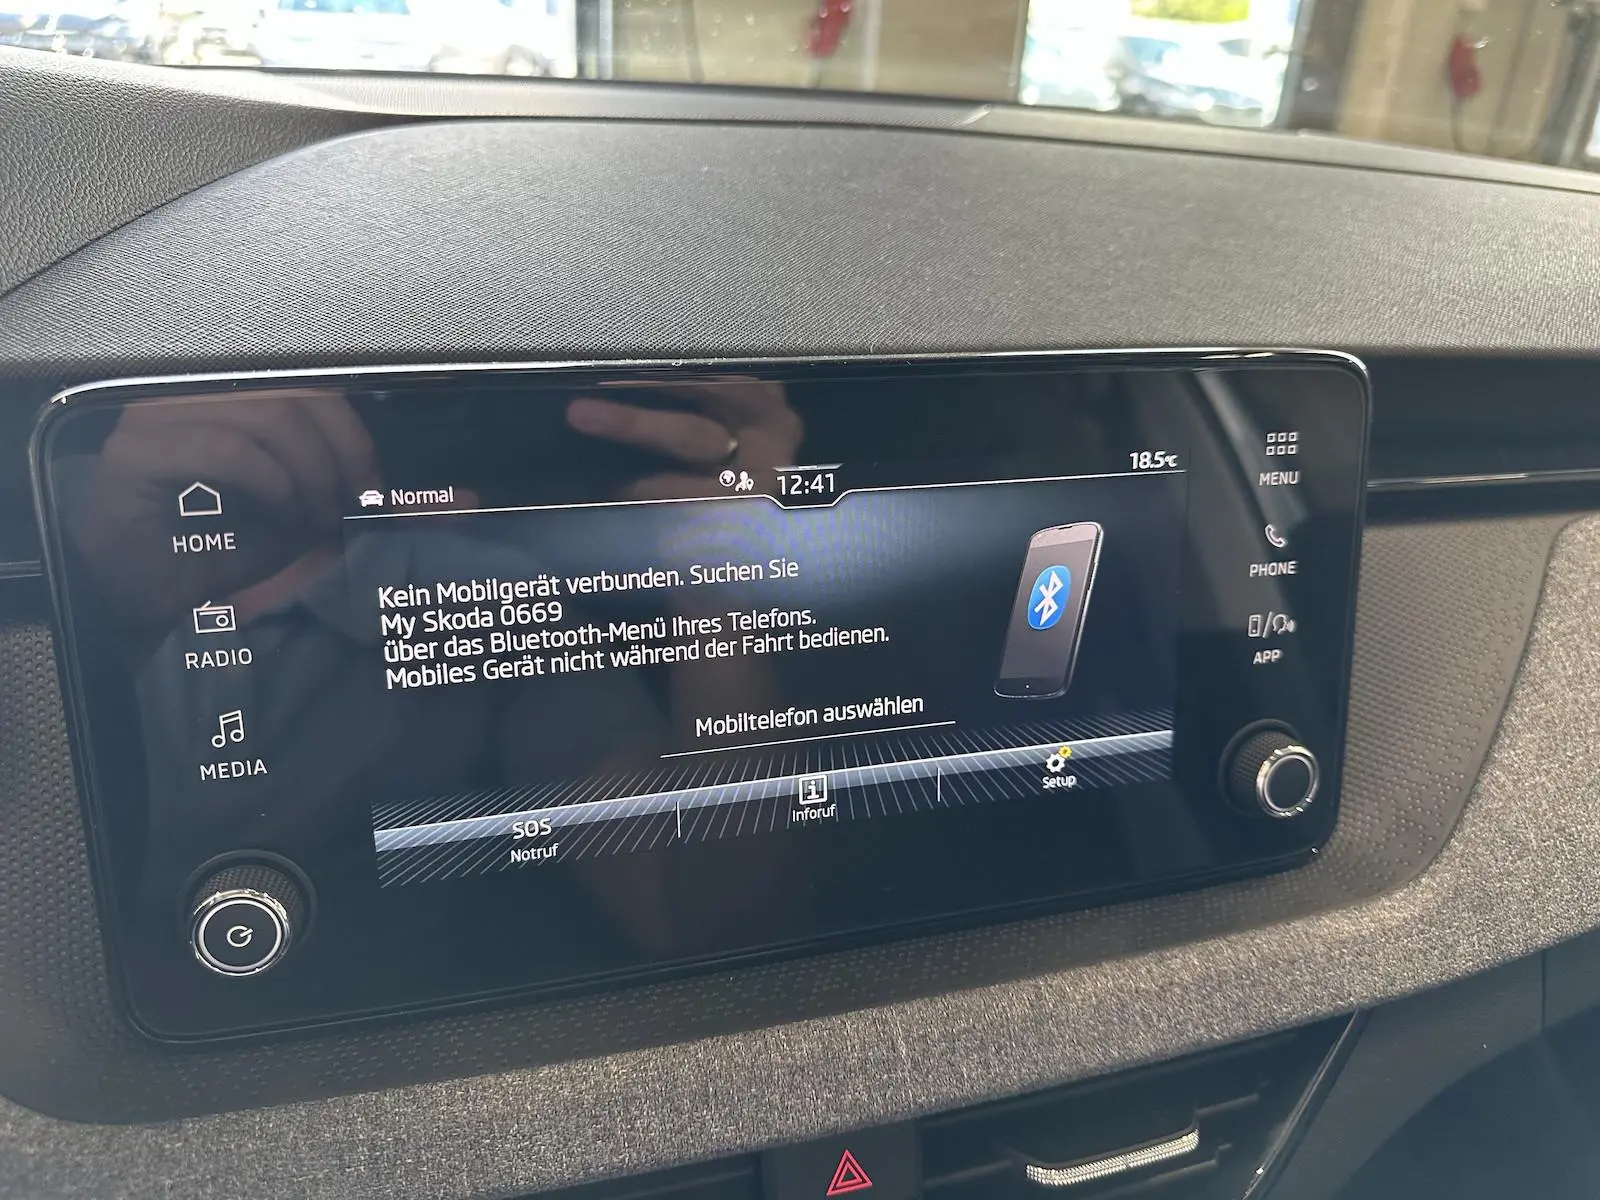 HOME
RADIO
MEDIA
Normal
12:41
18.5°C
Kein Mobilgerät verbunden. Suchen Sie
My Skoda 0669
über das Bluetooth-Menü Ihres Telefons.
Mobiles Gerät nicht während der Fahrt bedienen.
Mobiltelefon auswählen
SOS
Notruf
i
Inforuf
Setup
MENU
PHONE
APP